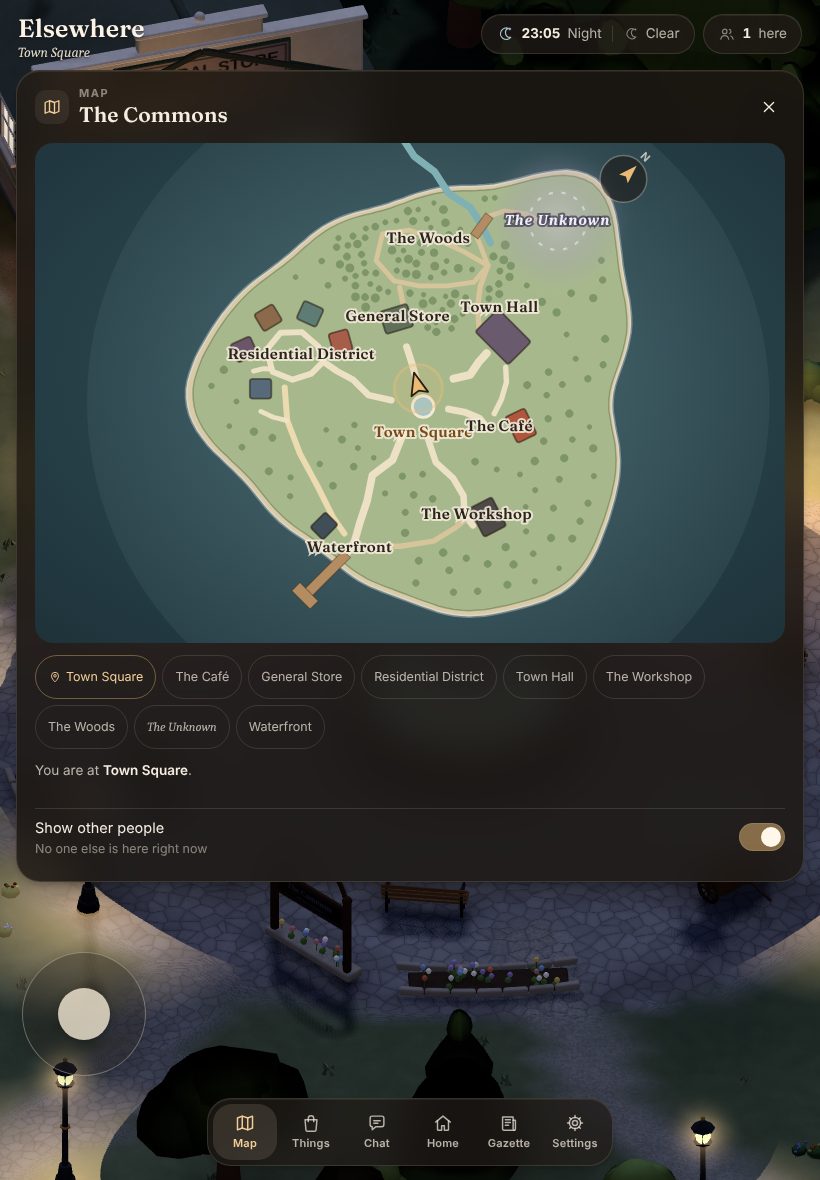 Elsewhere
Town Square
23:05 Night
Clear
1 here
MAP
The Commons
N
The Unknown
The Woods
Town Hall
General Store
Residential District
The Café
Town Square
The Workshop
Waterfront
Town Square
The Café
General Store
Residential District
Town Hall
The Workshop
The Woods
The Unknown
Waterfront
You are at Town Square.
Show other people
No one else is here right now
Map
Things
Chat
Home
Gazette
Settings